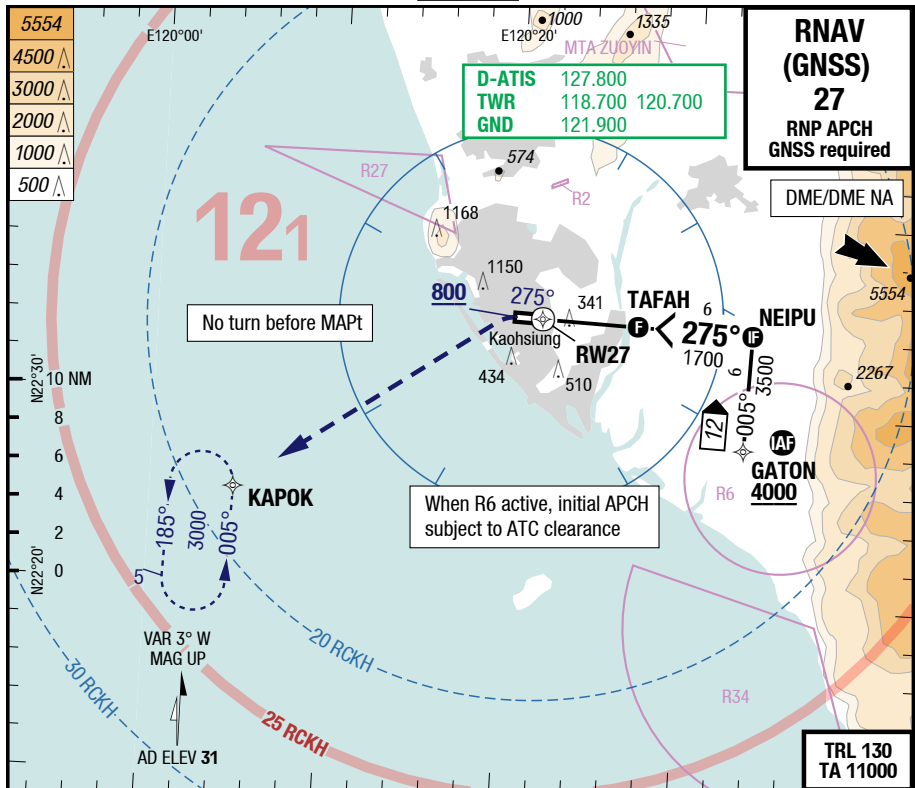 5554
4500
3000
2000
1000
500
E120°00'
E120°20'
1000
1335
MTA ZUOYIN
D-ATIS 127.800
TWR 118.700 120.700
GND 121.900
RNAV
(GNSS)
27
RNP APCH
GNSS required
DME/DME NA
R27
574
R2
121
1168
1150
800
275°
341
TAFAH
6
275°
1700
NEIPU
5554
No turn before MAPt
Kaohsiung
RW27
434
510
6
3500
005°
2267
12
IAF
GATON
4000
R6
F
IF
N22°30'
10 NM
8
6
4
2
0
N22°20'
KAPOK
185°
3000
005°
5
When R6 active, initial APCH
subject to ATC clearance
VAR 3° W
MAG UP
AD ELEV 31
20 RCKH
30 RCKH
25 RCKH
R34
TRL 130
TA 11000